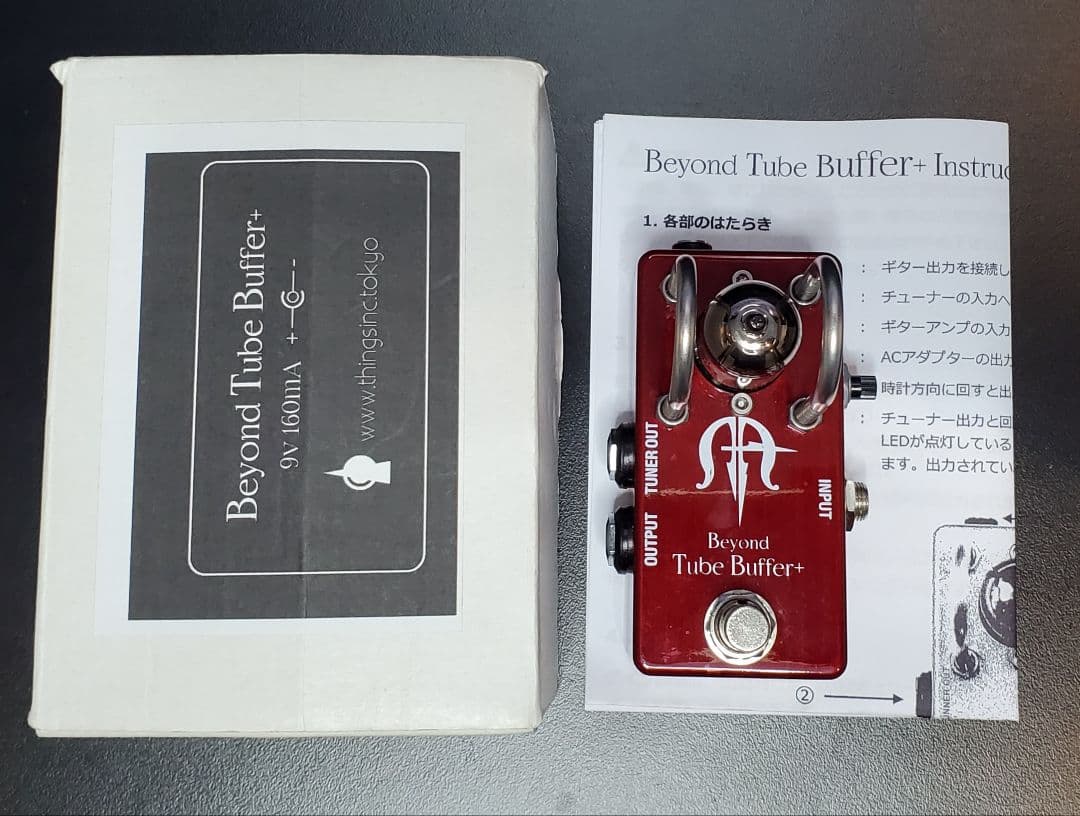 Beyond Tube Buffer+
9v 160mA + -
www.thingsinc.tokyo
Beyond Tube Buffer+ Instruc
1. 各部のはたらき
: ギター出力を接続し
: チューナーの入力へ
: ギターアンプの入力
: ACアダプターの出力
: 時計方向に回すと出
: チューナー出力と回
LEDが点灯している
ます。出力されてい
TUNER OUT
OUTPUT
INPUT
Beyond
Tube Buffer+
②